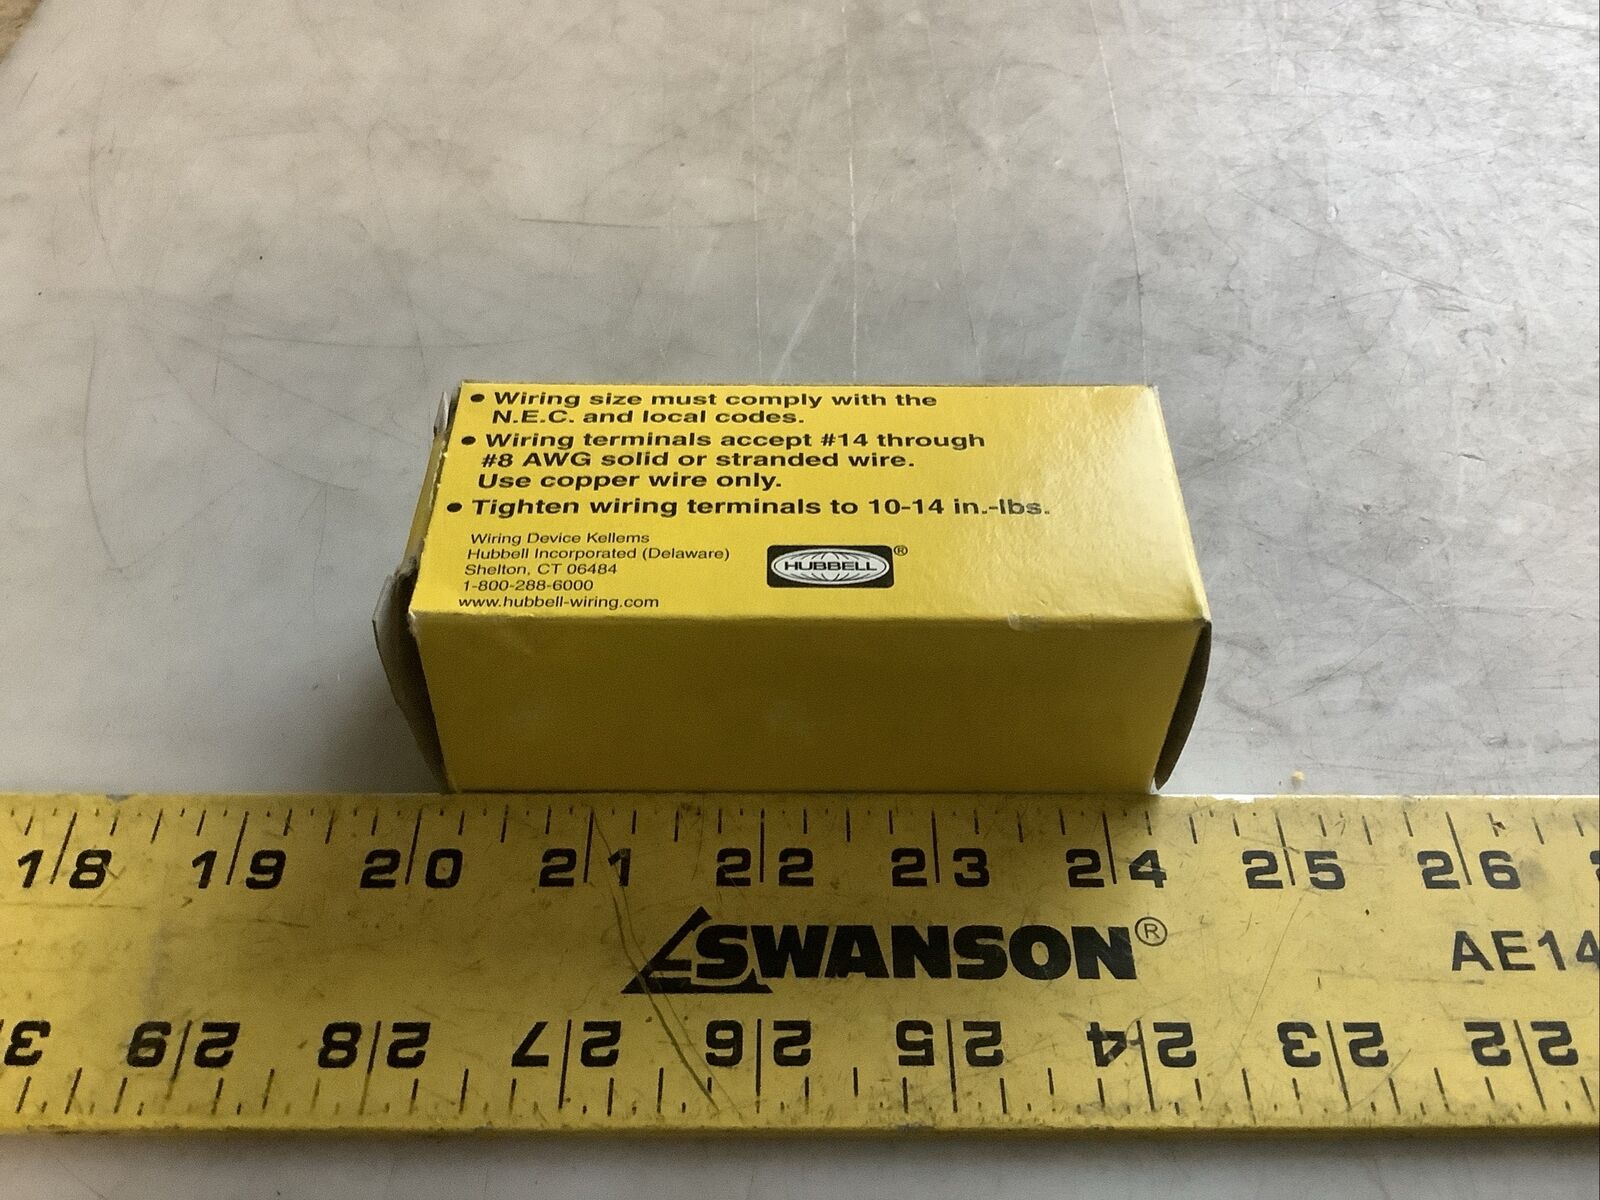 • Wiring size must comply with the
N.E.C. and local codes.
• Wiring terminals accept #14 through
#8 AWG solid or stranded wire.
Use copper wire only.
• Tighten wiring terminals to 10-14 in.-lbs.
Wiring Device Kellems
Hubbell Incorporated (Delaware)
Shelton, CT 06484
1-800-288-6000
www.hubbell-wiring.com
HUBBELL®
18 19 20 21 22 23 24 25 26
SWANSON®
AE14
29 28 27 26 25 24 23 22